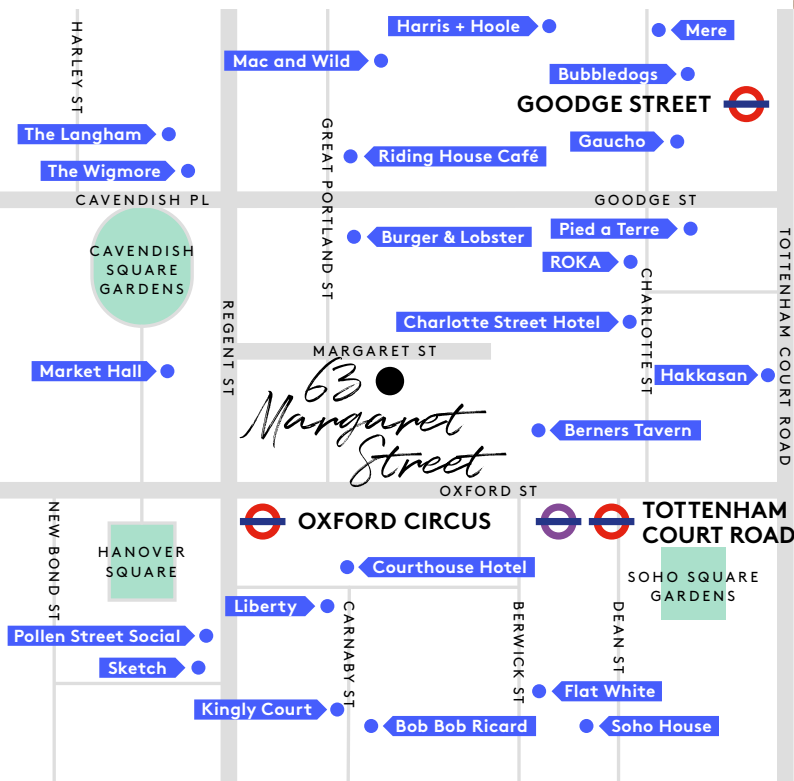 HARLEY ST
Harris + Hoole
Mere
Mac and Wild
Bubbledogs
GOODGE STREET
The Langham
GREAT PORTLAND ST
Gaucho
Riding House Café
The Wigmore
CAVENDISH PL
GOODGE ST
CAVENDISH
SQUARE
GARDENS
Burger & Lobster
Pied a Terre
TOTTENHAM COURT ROAD
ROKA
CHARLOTTE ST
REGENT ST
Charlotte Street Hotel
MARGARET ST
Market Hall
63
Margaret
Street
Hakkasan
Berners Tavern
OXFORD ST
NEW BOND ST
OXFORD CIRCUS
TOTTENHAM
COURT ROAD
HANOVER
SQUARE
Courthouse Hotel
SOHO SQUARE
GARDENS
Liberty
CARNABY ST
BERWICK ST
DEAN ST
Pollen Street Social
Sketch
Flat White
Kingly Court
Bob Bob Ricard
Soho House